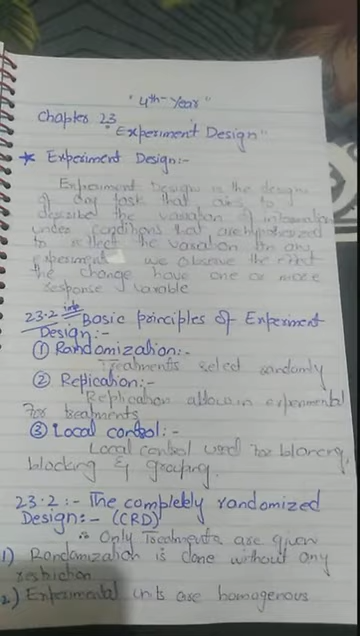 "4th-Year"
Chapter 23
"Experiment Design"
* Experiment Design:-
Experiment Design is the design
of any task that aims to
describe the variation of information
under conditions that are hypothesized
to reflect the variation. In any
experiment we observe the effect
the change have one or more
response variable
23.2 Basic principles of Experiment
Design:-
① Randomization:-
Treatments select randomly
② Replication:-
Replication allows in experimental
For treatments
③ Local control:-
Local control used For balancing,
blocking & grouping.
23.2:- The completly randomized
Design:- (CRD)
Only Treatments are given
1) Randomization is done without any
restriction
2) Experimental units are homogenous